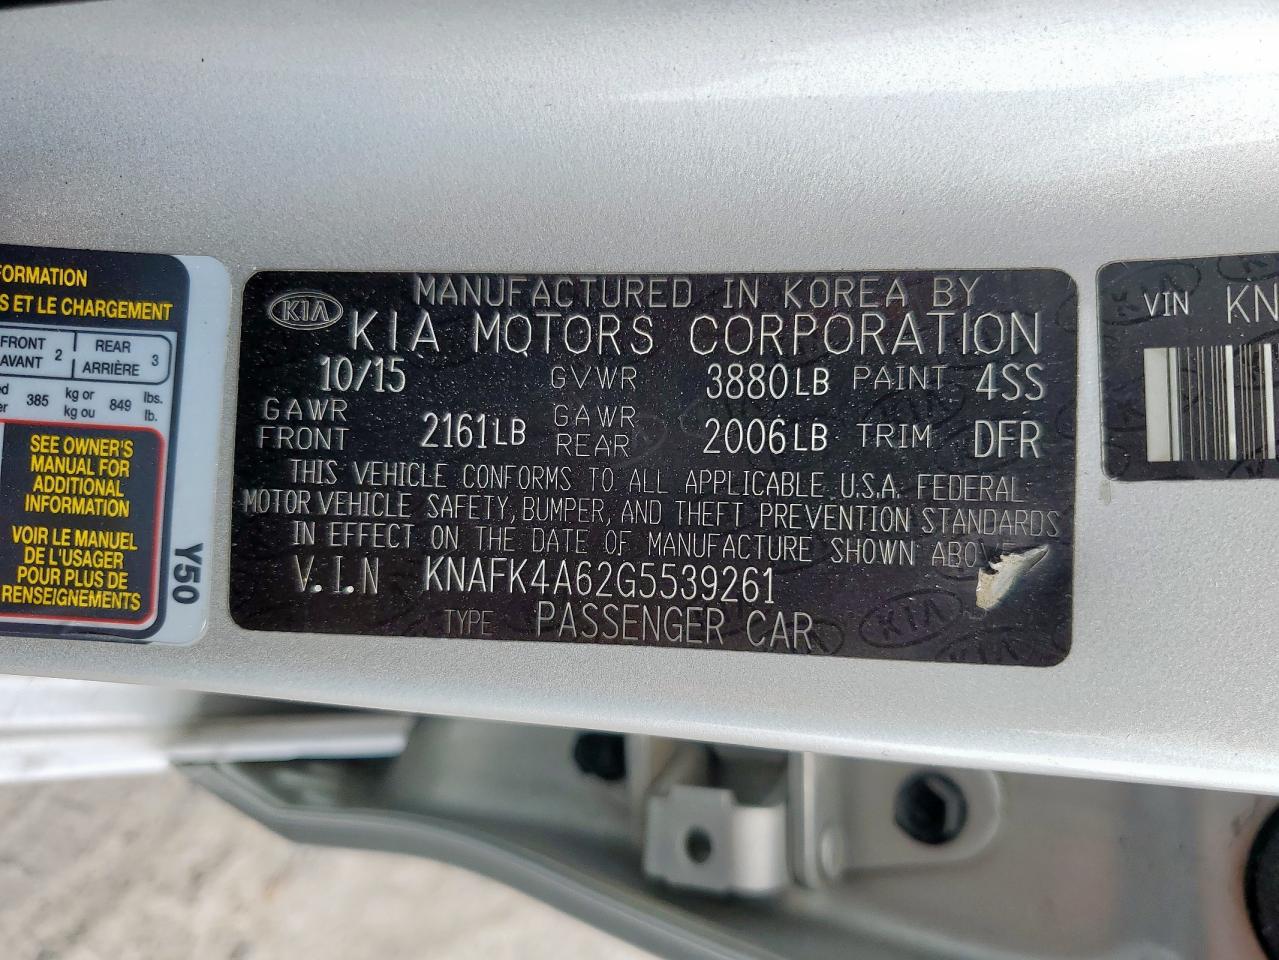 FORMATION
S ET LE CHARGEMENT
FRONT 2 REAR 3
AVANT ARRIÈRE
385 kg or 849 lbs.
kg ou lb.
SEE OWNER'S
MANUAL FOR
ADDITIONAL
INFORMATION
VOIR LE MANUEL
DE L'USAGER
POUR PLUS DE
RENSEIGNEMENTS
Y50
KIA
MANUFACTURED IN KOREA BY
KIA MOTORS CORPORATION
10/15 GVWR 3880LB PAINT 4SS
GAWR FRONT 2161LB GAWR REAR 2006LB TRIM DFR
THIS VEHICLE CONFORMS TO ALL APPLICABLE U.S.A. FEDERAL
MOTOR VEHICLE SAFETY, BUMPER, AND THEFT PREVENTION STANDARDS
IN EFFECT ON THE DATE OF MANUFACTURE SHOWN ABOVE
V.I.N KNAFK4A62G5539261
TYPE PASSENGER CAR
KIA
VIN KN